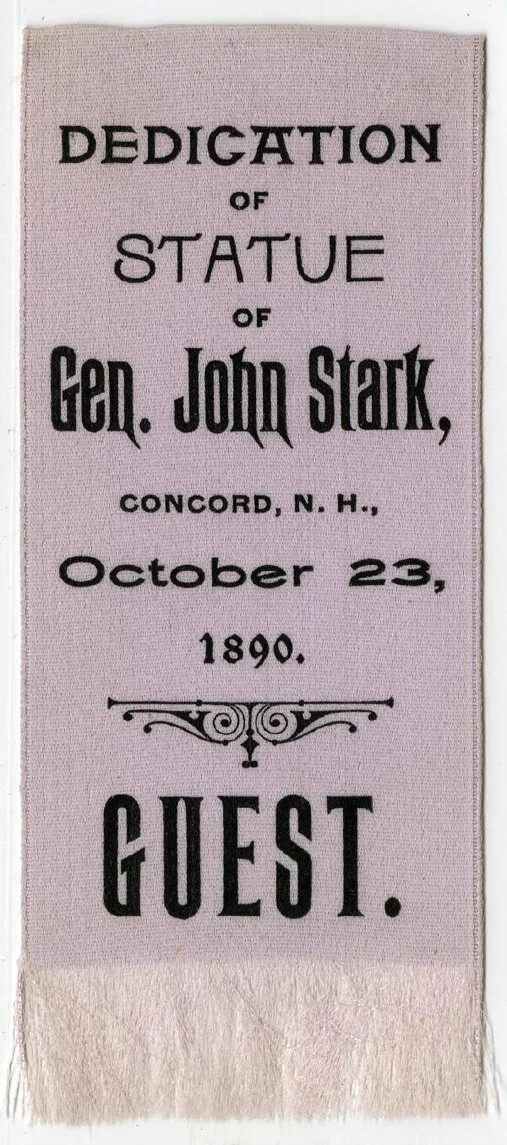 DEDICATION
OF
STATUE
OF
Gen. John Stark,
CONCORD, N. H.,
October 23,
1890.
GUEST.